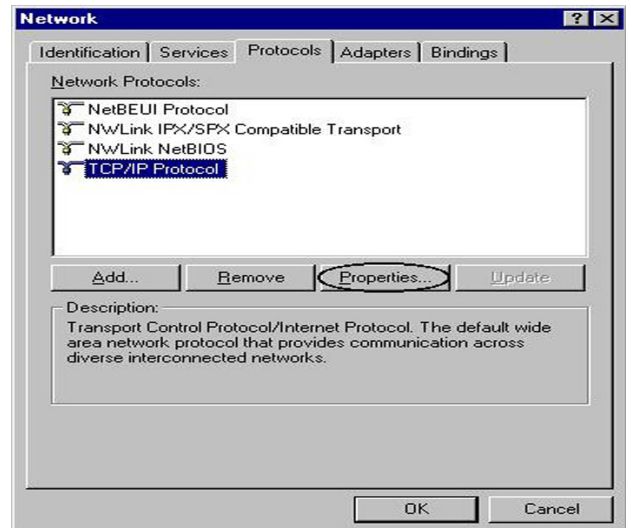 Network
Identification Services Protocols Adapters Bindings
Network Protocols:
NetBEUI Protocol
NWLink IPX/SPX Compatible Transport
NWLink NetBIOS
TCP/IP Protocol
Add... Remove Properties... Update
Description:
Transport Control Protocol/Internet Protocol. The default wide
area network protocol that provides communication across
diverse interconnected networks.
OK Cancel